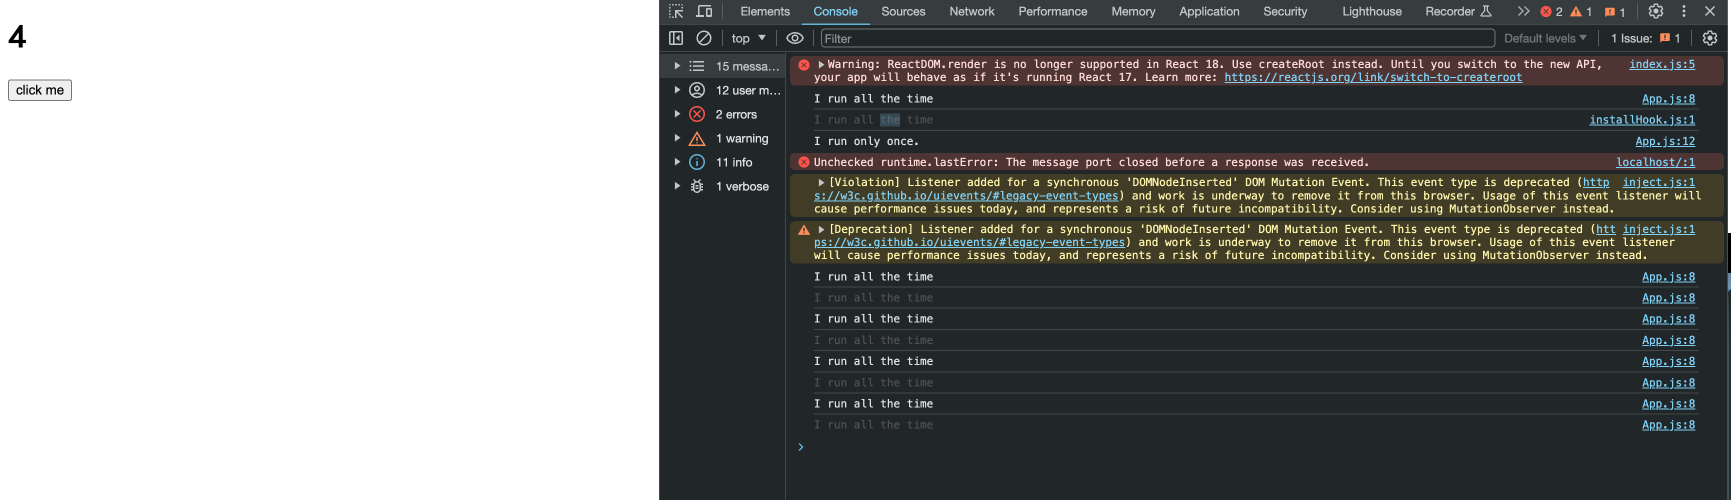 4
click me
Elements Console Sources Network Performance Memory Application Security Lighthouse Recorder 2 1 1
top Filter Default levels 1 Issue: 1
15 messa...
12 user m...
2 errors
1 warning
11 info
1 verbose
Warning: ReactDOM.render is no longer supported in React 18. Use createRoot instead. Until you switch to the new API, index.js:5
your app will behave as if it's running React 17. Learn more: https://reactjs.org/link/switch-to-createroot
I run all the time App.js:8
I run all the time installHook.js:1
I run only once. App.js:12
Unchecked runtime.lastError: The message port closed before a response was received. localhost/:1
[Violation] Listener added for a synchronous 'DOMNodeInserted' DOM Mutation Event. This event type is deprecated (http inject.js:1
s://w3c.github.io/uievents/#legacy-event-types) and work is underway to remove it from this browser. Usage of this event listener will
cause performance issues today, and represents a risk of future incompatibility. Consider using MutationObserver instead.
[Deprecation] Listener added for a synchronous 'DOMNodeInserted' DOM Mutation Event. This event type is deprecated (htt inject.js:1
ps://w3c.github.io/uievents/#legacy-event-types) and work is underway to remove it from this browser. Usage of this event listener
will cause performance issues today, and represents a risk of future incompatibility. Consider using MutationObserver instead.
I run all the time App.js:8
I run all the time App.js:8
I run all the time App.js:8
I run all the time App.js:8
I run all the time App.js:8
I run all the time App.js:8
I run all the time App.js:8
I run all the time App.js:8